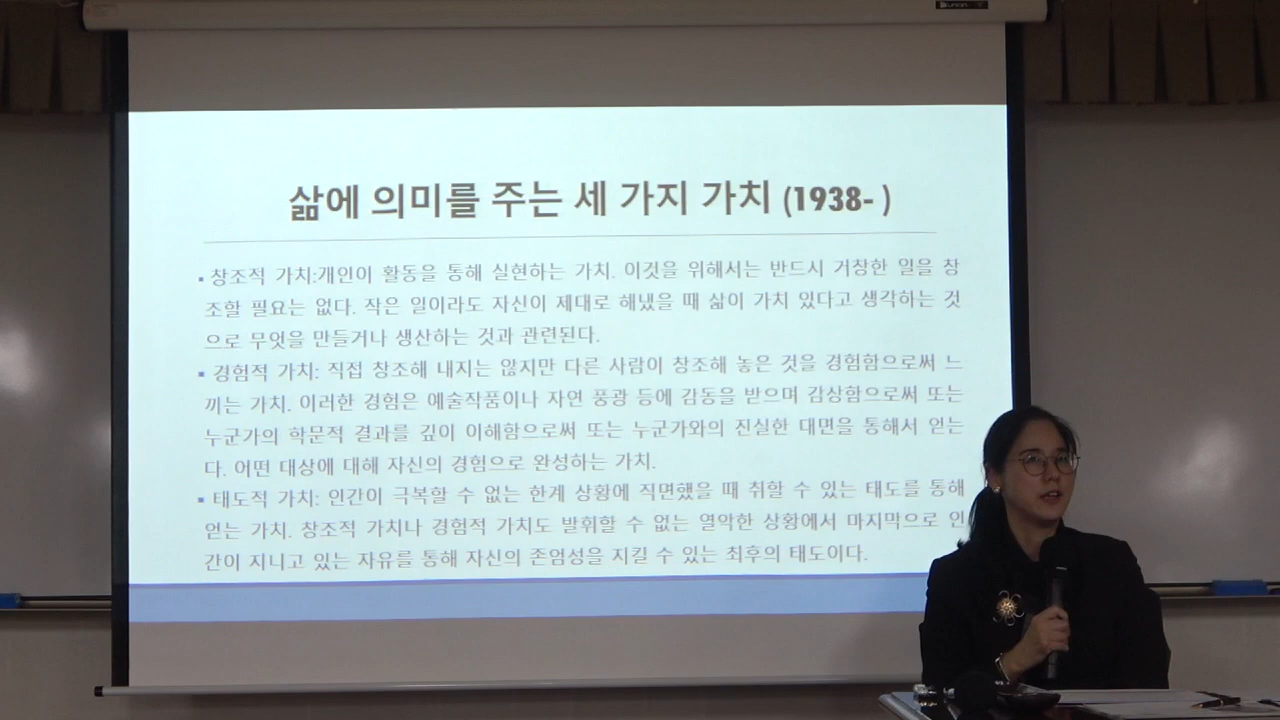 삶에 의미를 주는 세 가지 가치 (1938- )
▪ 창조적 가치:개인이 활동을 통해 실현하는 가치. 이것을 위해서는 반드시 거창한 일을 창
조할 필요는 없다. 작은 일이라도 자신이 제대로 해냈을 때 삶이 가치 있다고 생각하는 것
으로 무엇을 만들거나 생산하는 것과 관련된다.
▪ 경험적 가치: 직접 창조해 내지는 않지만 다른 사람이 창조해 놓은 것을 경험함으로써 느
끼는 가치. 이러한 경험은 예술작품이나 자연 풍광 등에 감동을 받으며 감상함으로써 또는
누군가의 학문적 결과를 깊이 이해함으로써 또는 누군가와의 진실한 대면을 통해서 얻는
다. 어떤 대상에 대해 자신의 경험으로 완성하는 가치.
▪ 태도적 가치: 인간이 극복할 수 없는 한계 상황에 직면했을 때 취할 수 있는 태도를 통해
얻는 가치. 창조적 가치나 경험적 가치도 발휘할 수 없는 열악한 상황에서 마지막으로 인
간이 지니고 있는 자유를 통해 자신의 존엄성을 지킬 수 있는 최후의 태도이다.